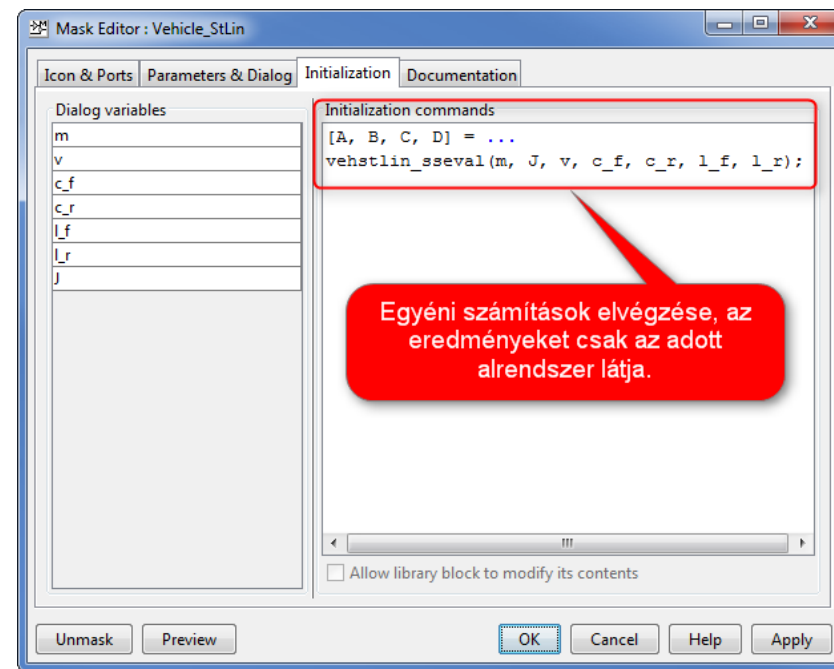 Mask Editor : Vehicle_StLin
Icon & Ports
Parameters & Dialog
Initialization
Documentation
Dialog variables
m
v
c_f
c_r
l_f
l_r
J
Initialization commands
[A, B, C, D] = ...
vehstlin_sseval(m, J, v, c_f, c_r, l_f, l_r);
Egyéni számítások elvégzése, az
eredményeket csak az adott
alrendszer látja.
Allow library block to modify its contents
Unmask
Preview
OK
Cancel
Help
Apply